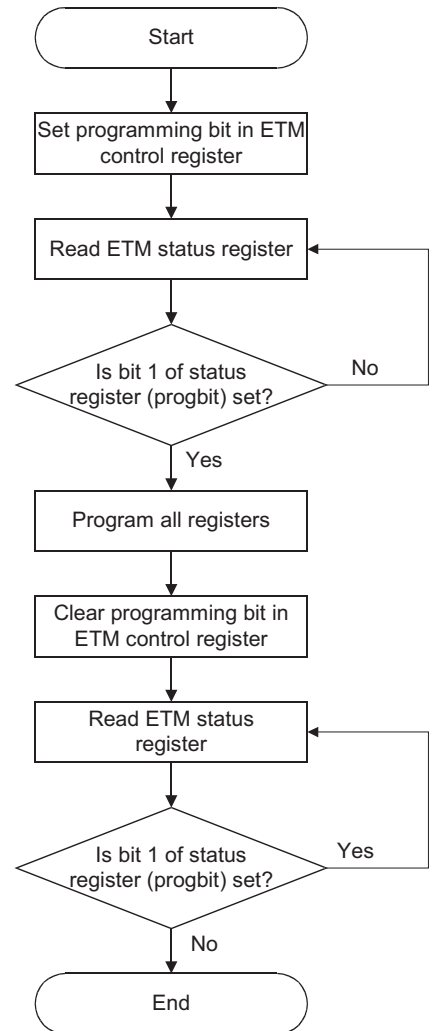 Start
Set programming bit in ETM
control register
Read ETM status register
Is bit 1 of status
register (progbit) set?
No
Yes
Program all registers
Clear programming bit in
ETM control register
Read ETM status
register
Is bit 1 of status
register (progbit) set?
Yes
No
End